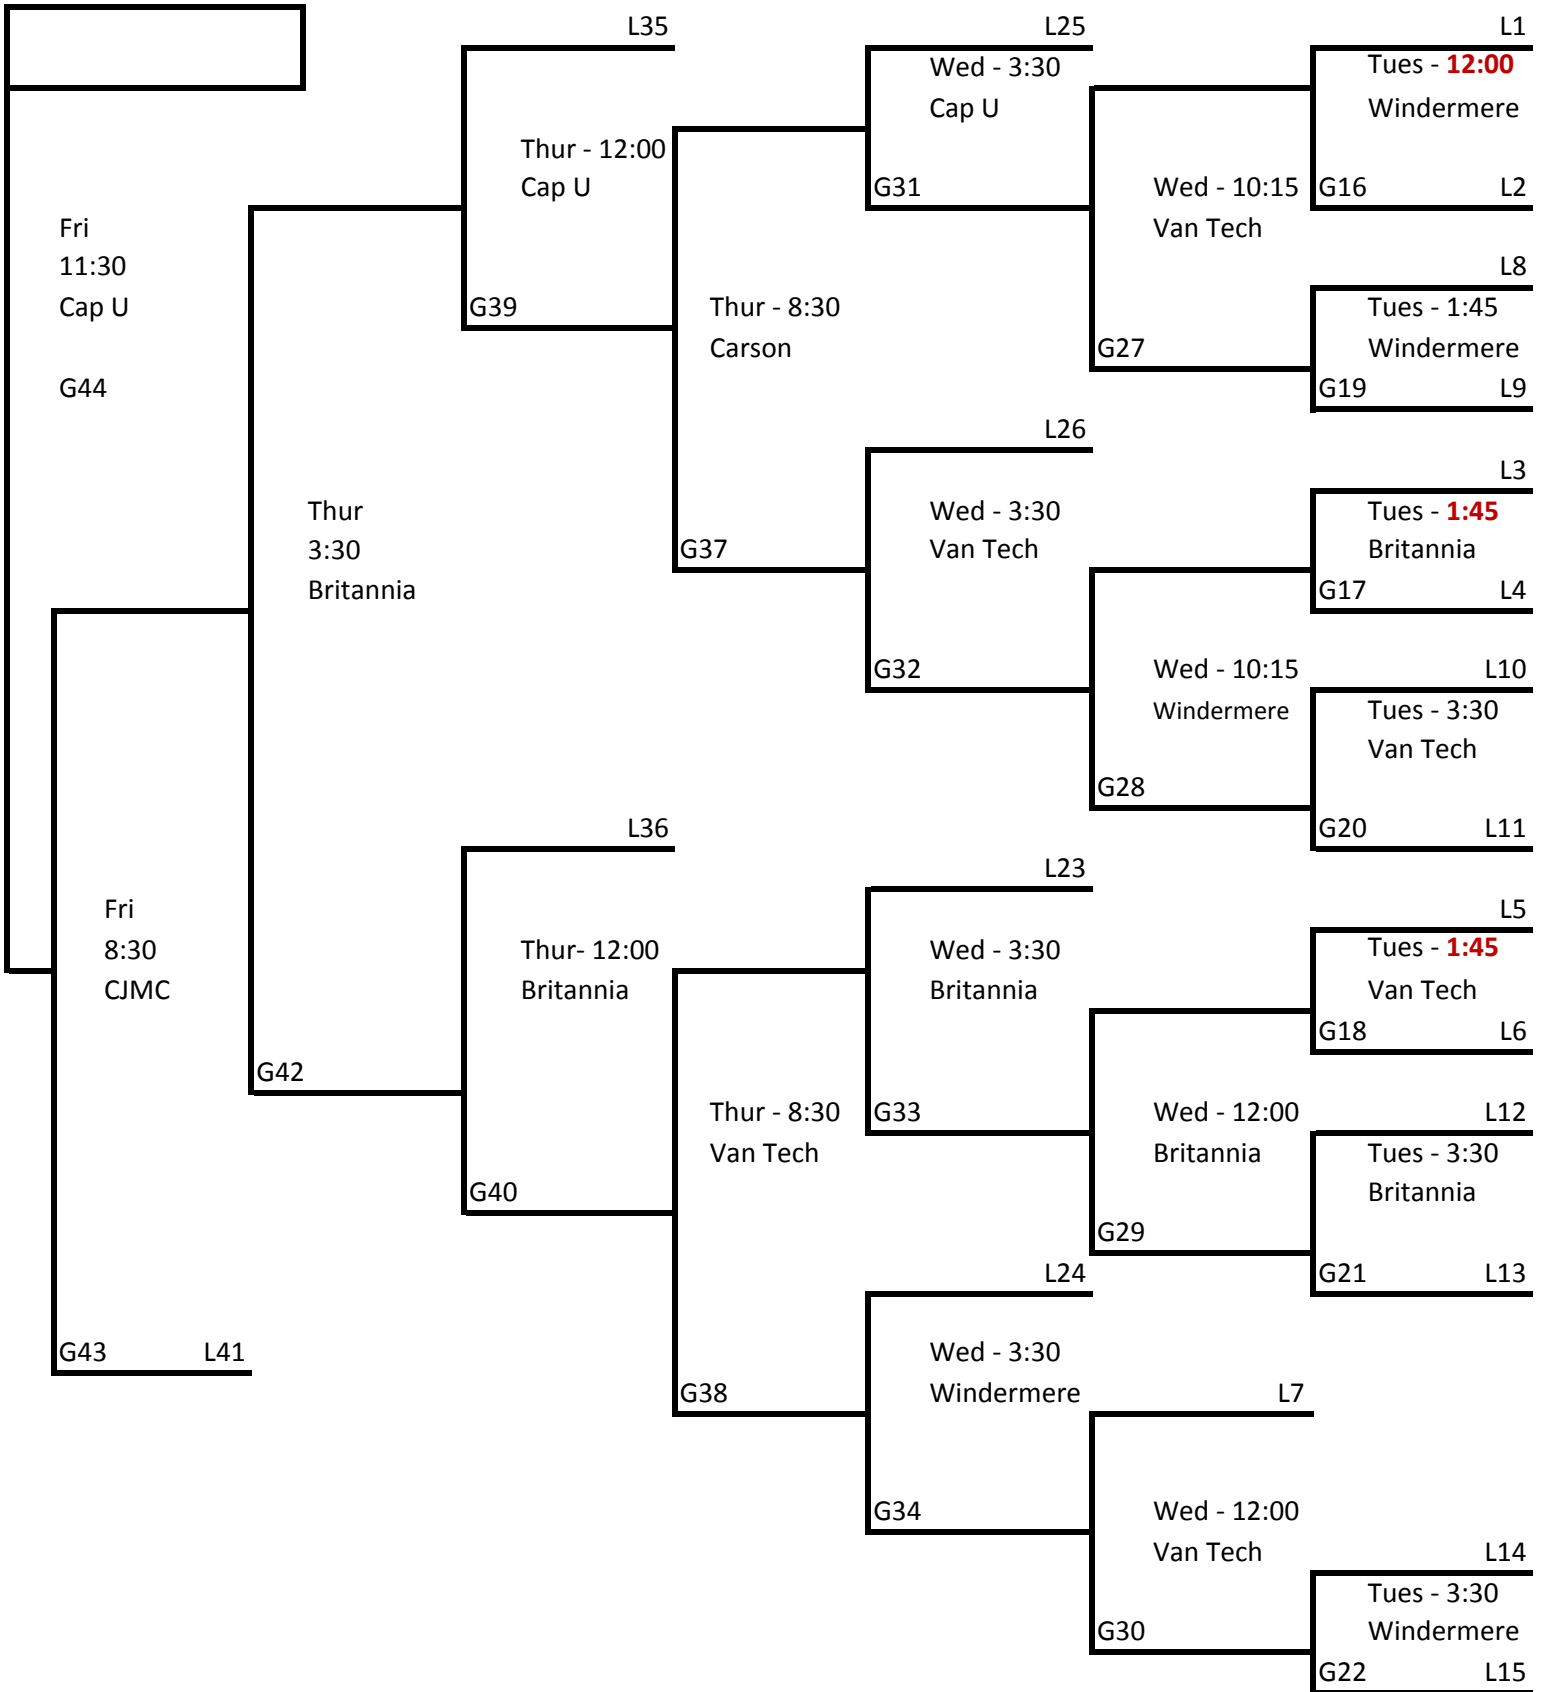 L35
L25
L1
Wed - 3:30
Cap U
Tues - 12:00
Windermere
Thur - 12:00
Cap U
G31
Wed - 10:15
Van Tech
G16
L2
Fri
11:30
Cap U
G44
L8
G39
Thur - 8:30
Carson
G27
Tues - 1:45
Windermere
G19
L9
L26
L3
Thur
3:30
Britannia
G37
Wed - 3:30
Van Tech
Tues - 1:45
Britannia
G17
L4
G32
Wed - 10:15
Windermere
L10
Tues - 3:30
Van Tech
G28
G20
L11
L36
L23
L5
Fri
8:30
CJMC
Thur- 12:00
Britannia
Wed - 3:30
Britannia
Tues - 1:45
Van Tech
G18
L6
G42
Thur - 8:30
Van Tech
G33
Wed - 12:00
Britannia
L12
Tues - 3:30
Britannia
G40
G29
L24
G21
L13
G43
L41
G38
Wed - 3:30
Windermere
L7
G34
Wed - 12:00
Van Tech
L14
Tues - 3:30
Windermere
G30
G22
L15